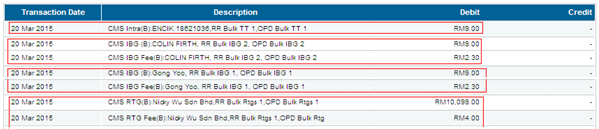 Transaction Date Description Debit Credit
20 Mar 2015 CMS Intra(B):ENCIK 18621036,RR Bulk TT 1,OPD Bulk TT 1 RM9.00 -
20 Mar 2015 CMS IBG (B):COLIN FIRTH, RR Bulk IBG 2, OPD Bulk IBG 2 RM9.00 -
20 Mar 2015 CMS IBG Fee(B):COLIN FIRTH, RR Bulk IBG 2, OPD Bulk IBG 2 RM2.30 -
20 Mar 2015 CMS IBG (B):Gong Yoo, RR Bulk IBG 1, OPD Bulk IBG 1 RM9.00 -
20 Mar 2015 CMS IBG Fee(B):Gong Yoo, RR Bulk IBG 1, OPD Bulk IBG 1 RM2.30 -
20 Mar 2015 CMS RTG(B):Nicky Wu Sdn Bhd,RR Bulk Rtgs 1,OPD Bulk Rtgs 1 RM10,099.00 -
20 Mar 2015 CMS RTG Fee(B):Nicky Wu Sdn Bhd,RR Bulk Rtgs 1,OPD Bulk Rtg RM4.00 -